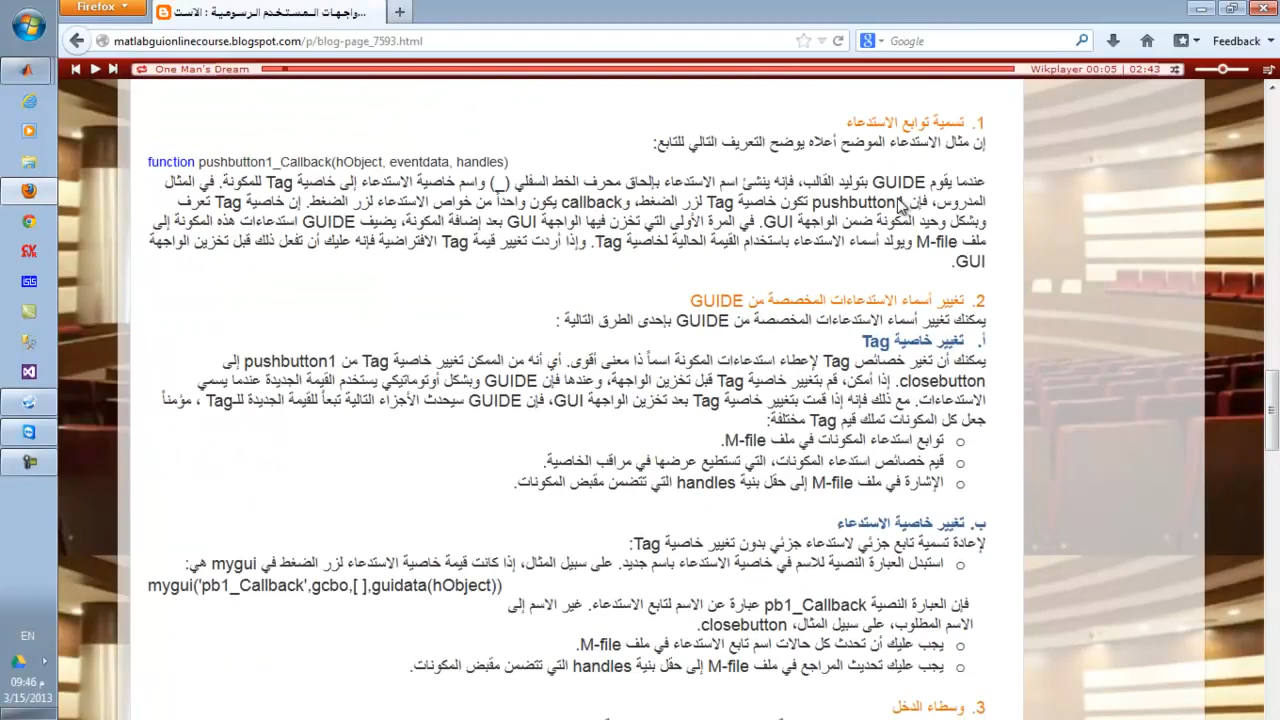 Firefox
واجهات المستخدم الرسومية : الاست...
matlabguionlinecourse.blogspot.com/p/blog-page_7593.html
Google
Feedback
One Man's Dream
Wikplayer 00:05 | 02:43
1. تسمية توابع الاستدعاء
إن مثال الاستدعاء الموضح أعلاه يوضح التعريف التالي للتابع:
function pushbutton1_Callback(hObject, eventdata, handles)
عندما يقوم GUIDE بتوليد القالب، فإنه ينشئ اسم الاستدعاء بإلحاق محرف الخط السفلي (_) واسم خاصية الاستدعاء إلى خاصية Tag للمكونة. في المثال
المدروس، فإن pushbutton تكون خاصية Tag لزر الضغط، وcallback يكون واحداً من خواص الاستدعاء لزر الضغط. إن خاصية Tag تعرف
وبشكل وحيد المكونة ضمن الواجهة GUI. في المرة الأولى التي تخزن فيها الواجهة GUI بعد إضافة المكونة، يضيف GUIDE استدعاءات هذه المكونة إلى
ملف M-file ويولد أسماء الاستدعاء باستخدام القيمة الحالية لخاصية Tag. وإذا أردت تغيير قيمة Tag الافتراضية فإنه عليك أن تفعل ذلك قبل تخزين الواجهة
GUI.
2. تغيير أسماء الاستدعاءات المخصصة من GUIDE
يمكنك تغيير أسماء الاستدعاءات المخصصة من GUIDE بإحدى الطرق التالية :
أ. تغيير خاصية Tag
يمكنك أن تغير خصائص Tag لإعطاء استدعاءات المكونة اسماً ذا معنى أقوى. أي أنه من الممكن تغيير خاصية Tag من pushbutton1 إلى
closebutton. إذا أمكن، قم بتغيير خاصية Tag قبل تخزين الواجهة، وعندها فإن GUIDE وبشكل أوتوماتيكي يستخدم القيمة الجديدة عندما يسمي
الاستدعاءات. مع ذلك فإنه إذا قمت بتغيير خاصية Tag بعد تخزين الواجهة GUI، فإن GUIDE سيحدث الأجزاء التالية تبعاً للقيمة الجديدة للـTag ، مؤمناً
جعل كل المكونات تملك قيم Tag مختلفة:
○ توابع استدعاء المكونات في ملف M-file.
○ قيم خصائص استدعاء المكونات، التي تستطيع عرضها في مراقب الخاصية.
○ الإشارة في ملف M-file إلى حقل بنية handles التي تتضمن مقبض المكونات.
ب. تغيير خاصية الاستدعاء
لإعادة تسمية تابع جزئي لاستدعاء جزئي بدون تغيير خاصية Tag:
○ استبدل العبارة النصية للاسم في خاصية الاستدعاء باسم جديد. على سبيل المثال، إذا كانت قيمة خاصية الاستدعاء لزر الضغط في mygui هي:
mygui('pb1_Callback',gcbo,[ ],guidata(hObject))
فإن العبارة النصية pb1_Callback عبارة عن الاسم لتابع الاستدعاء. غير الاسم إلى
الاسم المطلوب، على سبيل المثال، closebutton.
○ يجب عليك أن تحدث كل حالات اسم تابع الاستدعاء في ملف M-file.
○ يجب عليك تحديث المراجع في ملف M-file إلى حقل بنية handles التي تتضمن مقبض المكونات.
3. وسطاء الدخل
EN
09:46 م
3/15/2013